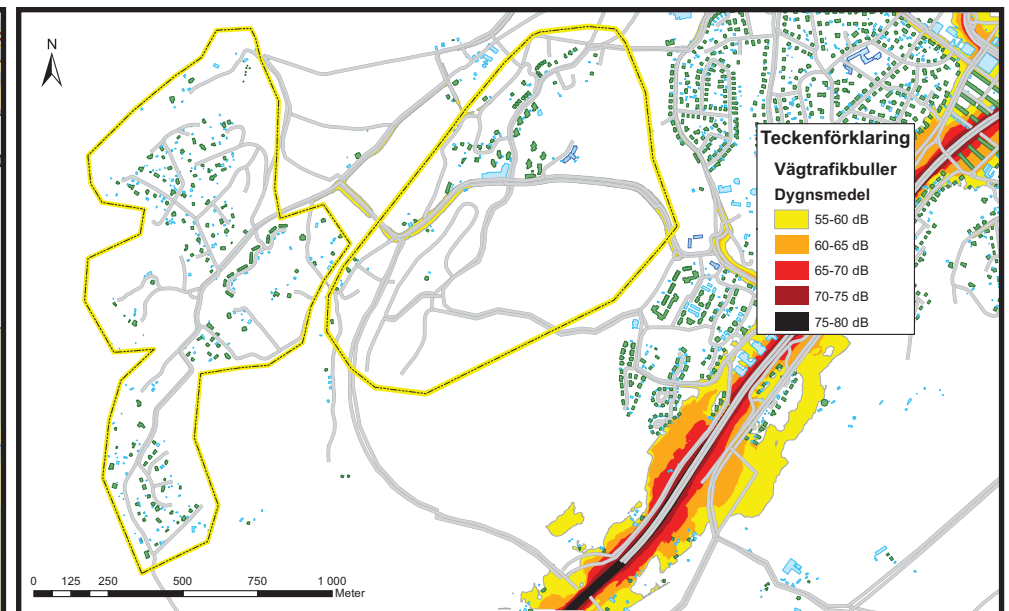 N
Teckenförklaring
Vägtrafikbuller
Dygnsmedel
55-60 dB
60-65 dB
65-70 dB
70-75 dB
75-80 dB
0 125 250 500 750 1 000
Meter